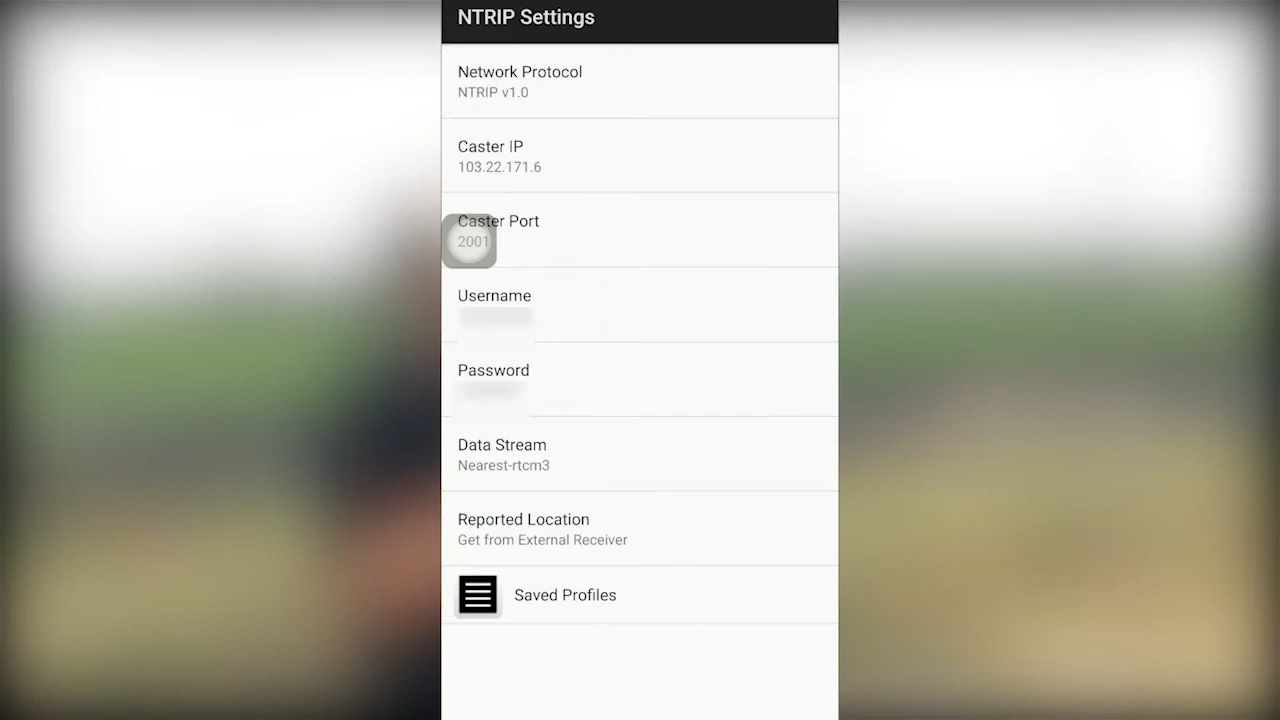 NTRIP Settings
Network Protocol
NTRIP v1.0
Caster IP
103.22.171.6
Caster Port
2001
Username
Password
Data Stream
Nearest-rtcm3
Reported Location
Get from External Receiver
Saved Profiles